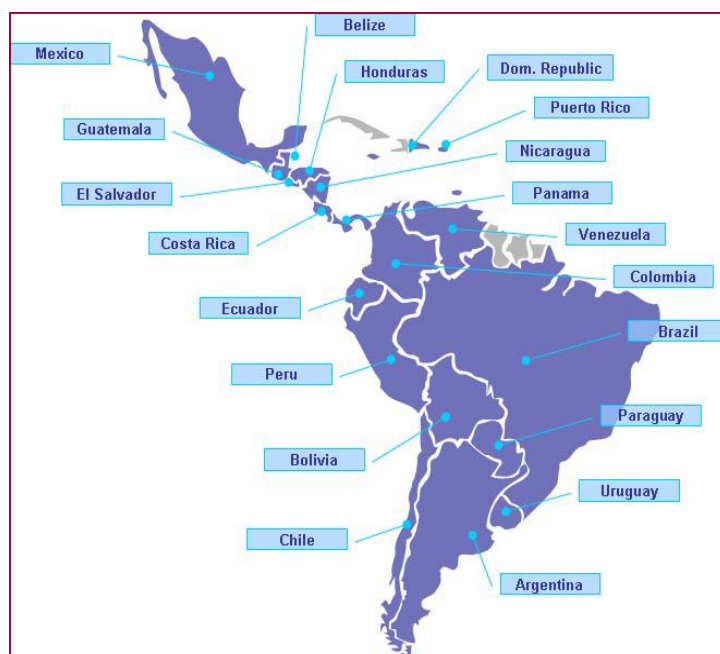 Belize
Mexico
Honduras
Dom. Republic
Puerto Rico
Guatemala
Nicaragua
El Salvador
Panama
Costa Rica
Venezuela
Colombia
Ecuador
Brazil
Peru
Paraguay
Bolivia
Uruguay
Chile
Argentina